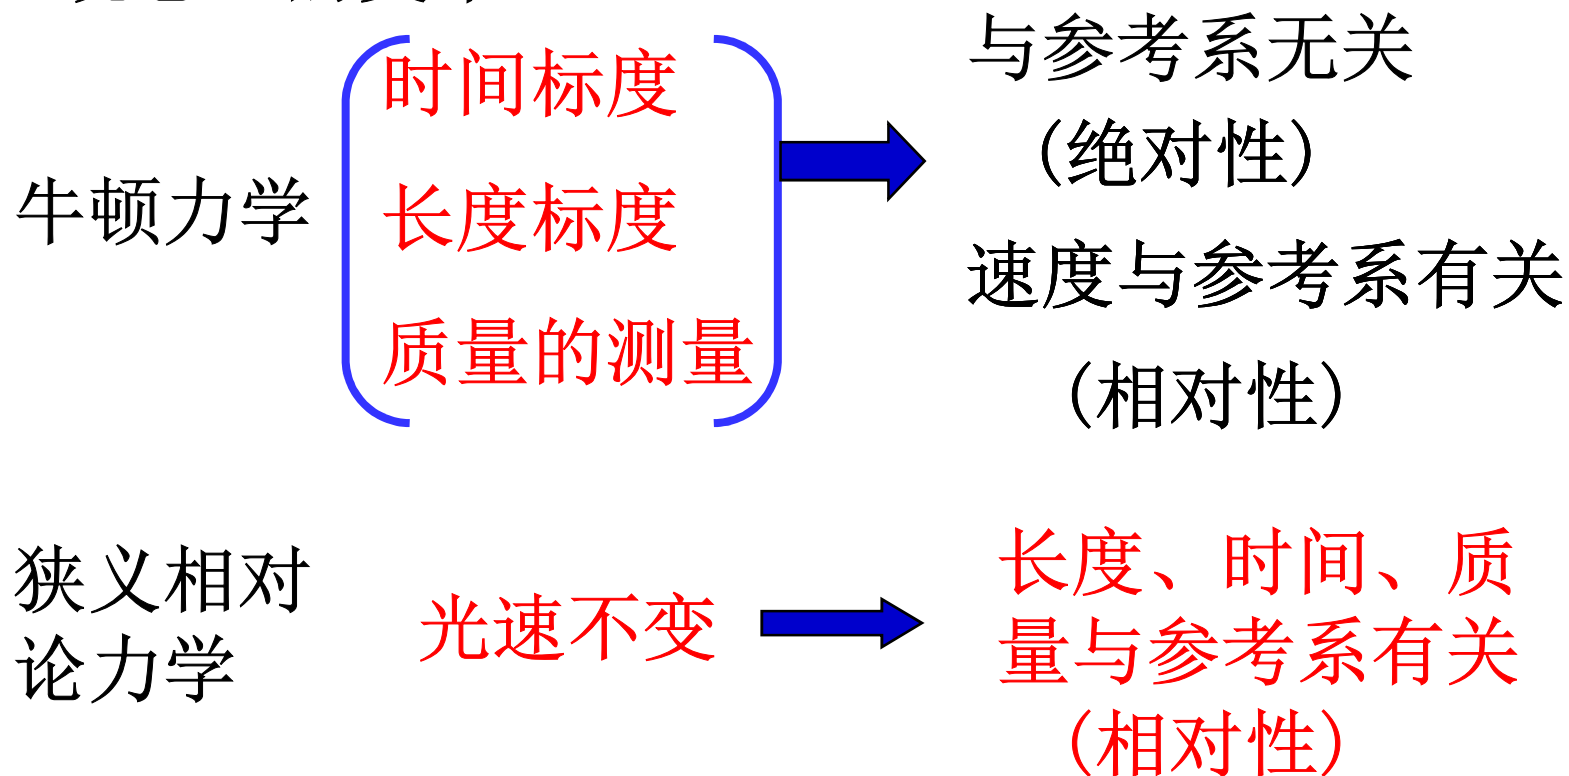 牛顿力学
时间标度
长度标度
质量的测量
与参考系无关
(绝对性)
速度与参考系有关
(相对性)
狭义相对
论力学
光速不变
长度、时间、质
量与参考系有关
(相对性)